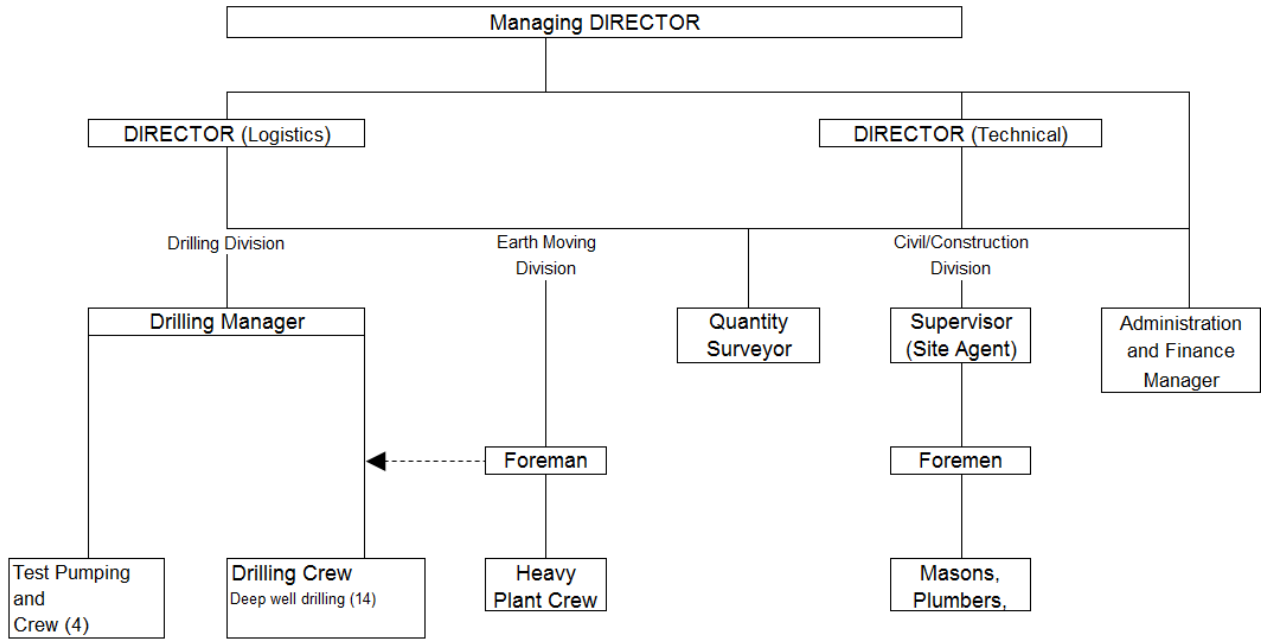 Managing DIRECTOR
DIRECTOR (Logistics)
DIRECTOR (Technical)
Drilling Division
Earth Moving
Division
Civil/Construction
Division
Drilling Manager
Quantity
Surveyor
Supervisor
(Site Agent)
Administration
and Finance
Manager
Foreman
Foremen
Test Pumping
and
Crew (4)
Drilling Crew
Deep well drilling (14)
Heavy
Plant Crew
Masons,
Plumbers,